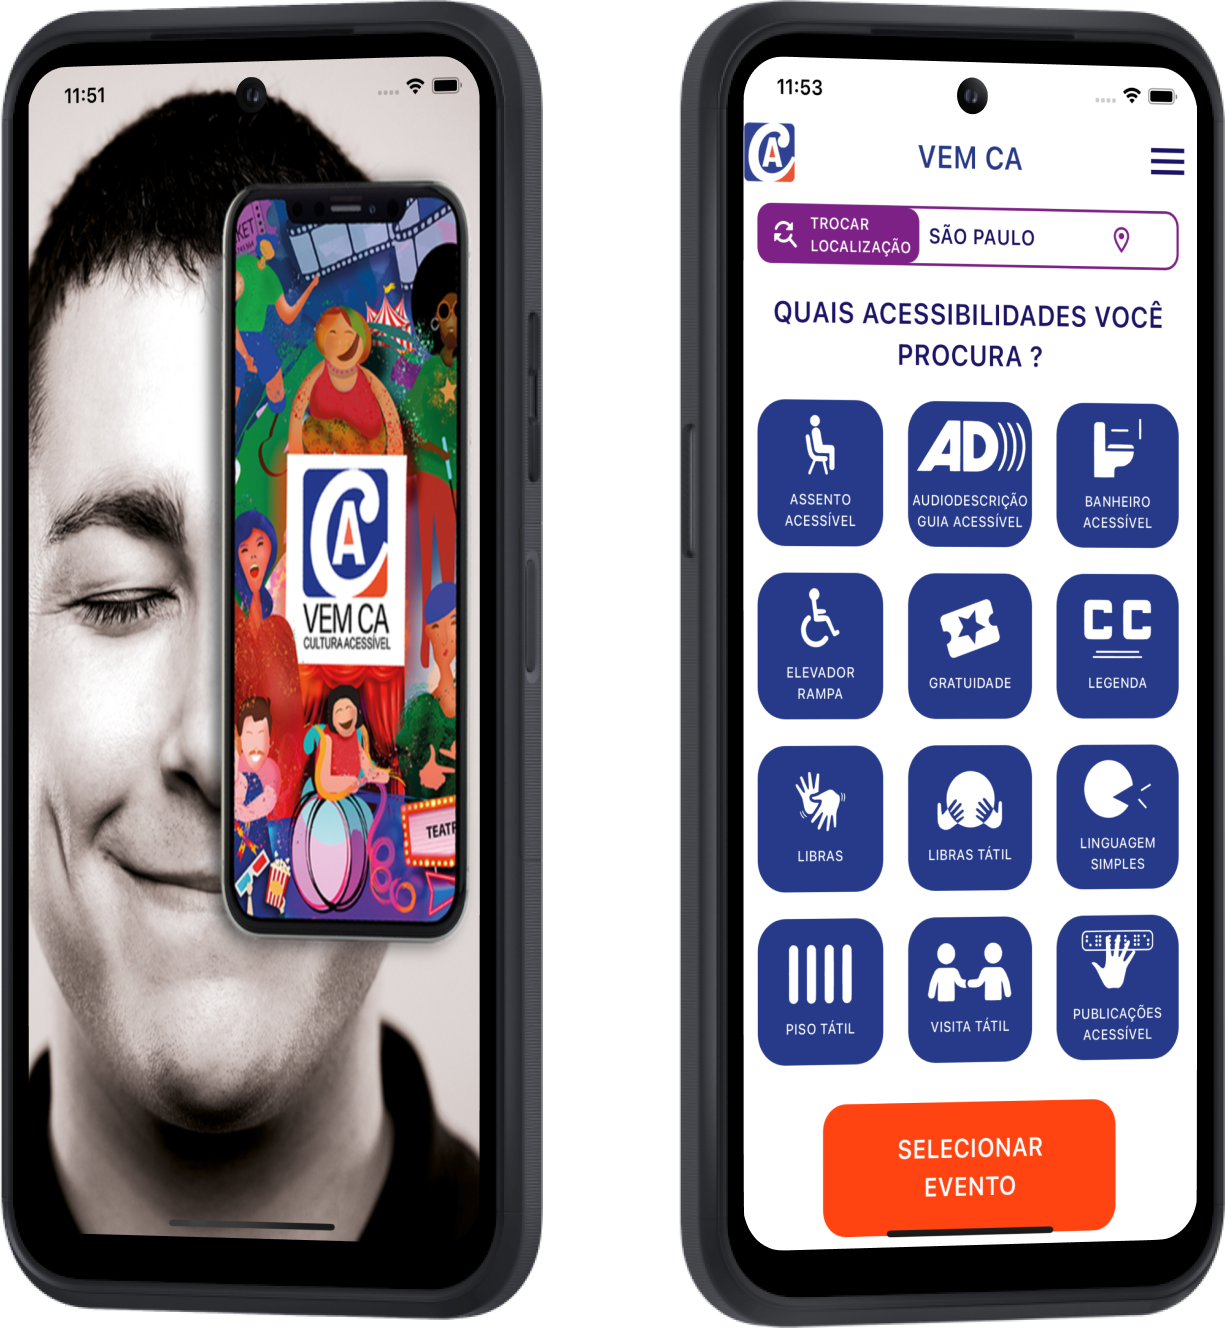 11:51
KET
CA
VEM CA
CULTURA ACESSÍVEL
TEATR
11:53
CA
VEM CA
TROCAR
LOCALIZAÇÃO
SÃO PAULO
QUAIS ACESSIBILIDADES VOCÊ
PROCURA ?
ASSENTO
ACESSÍVEL
AD)))
AUDIODESCRIÇÃO
GUIA ACESSÍVEL
BANHEIRO
ACESSÍVEL
ELEVADOR
RAMPA
GRATUIDADE
CC
LEGENDA
LIBRAS
LIBRAS TÁTIL
LINGUAGEM
SIMPLES
PISO TÁTIL
VISITA TÁTIL
PUBLICAÇÕES
ACESSÍVEL
SELECIONAR
EVENTO